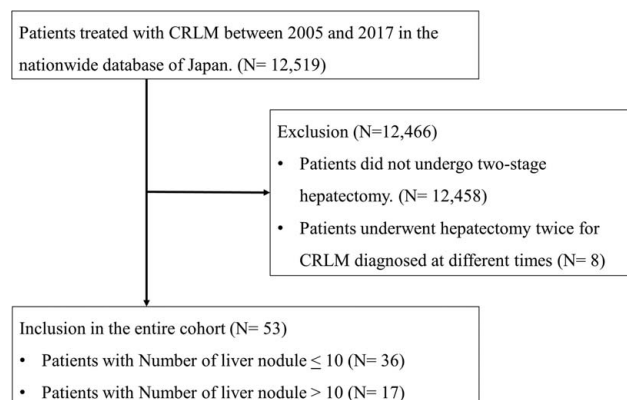 Patients treated with CRLM between 2005 and 2017 in the
nationwide database of Japan. (N= 12,519)
Exclusion (N=12,466)
• Patients did not undergo two-stage
hepatectomy. (N= 12,458)
• Patients underwent hepatectomy twice for
CRLM diagnosed at different times (N= 8)
Inclusion in the entire cohort (N= 53)
• Patients with Number of liver nodule ≤ 10 (N= 36)
• Patients with Number of liver nodule > 10 (N= 17)